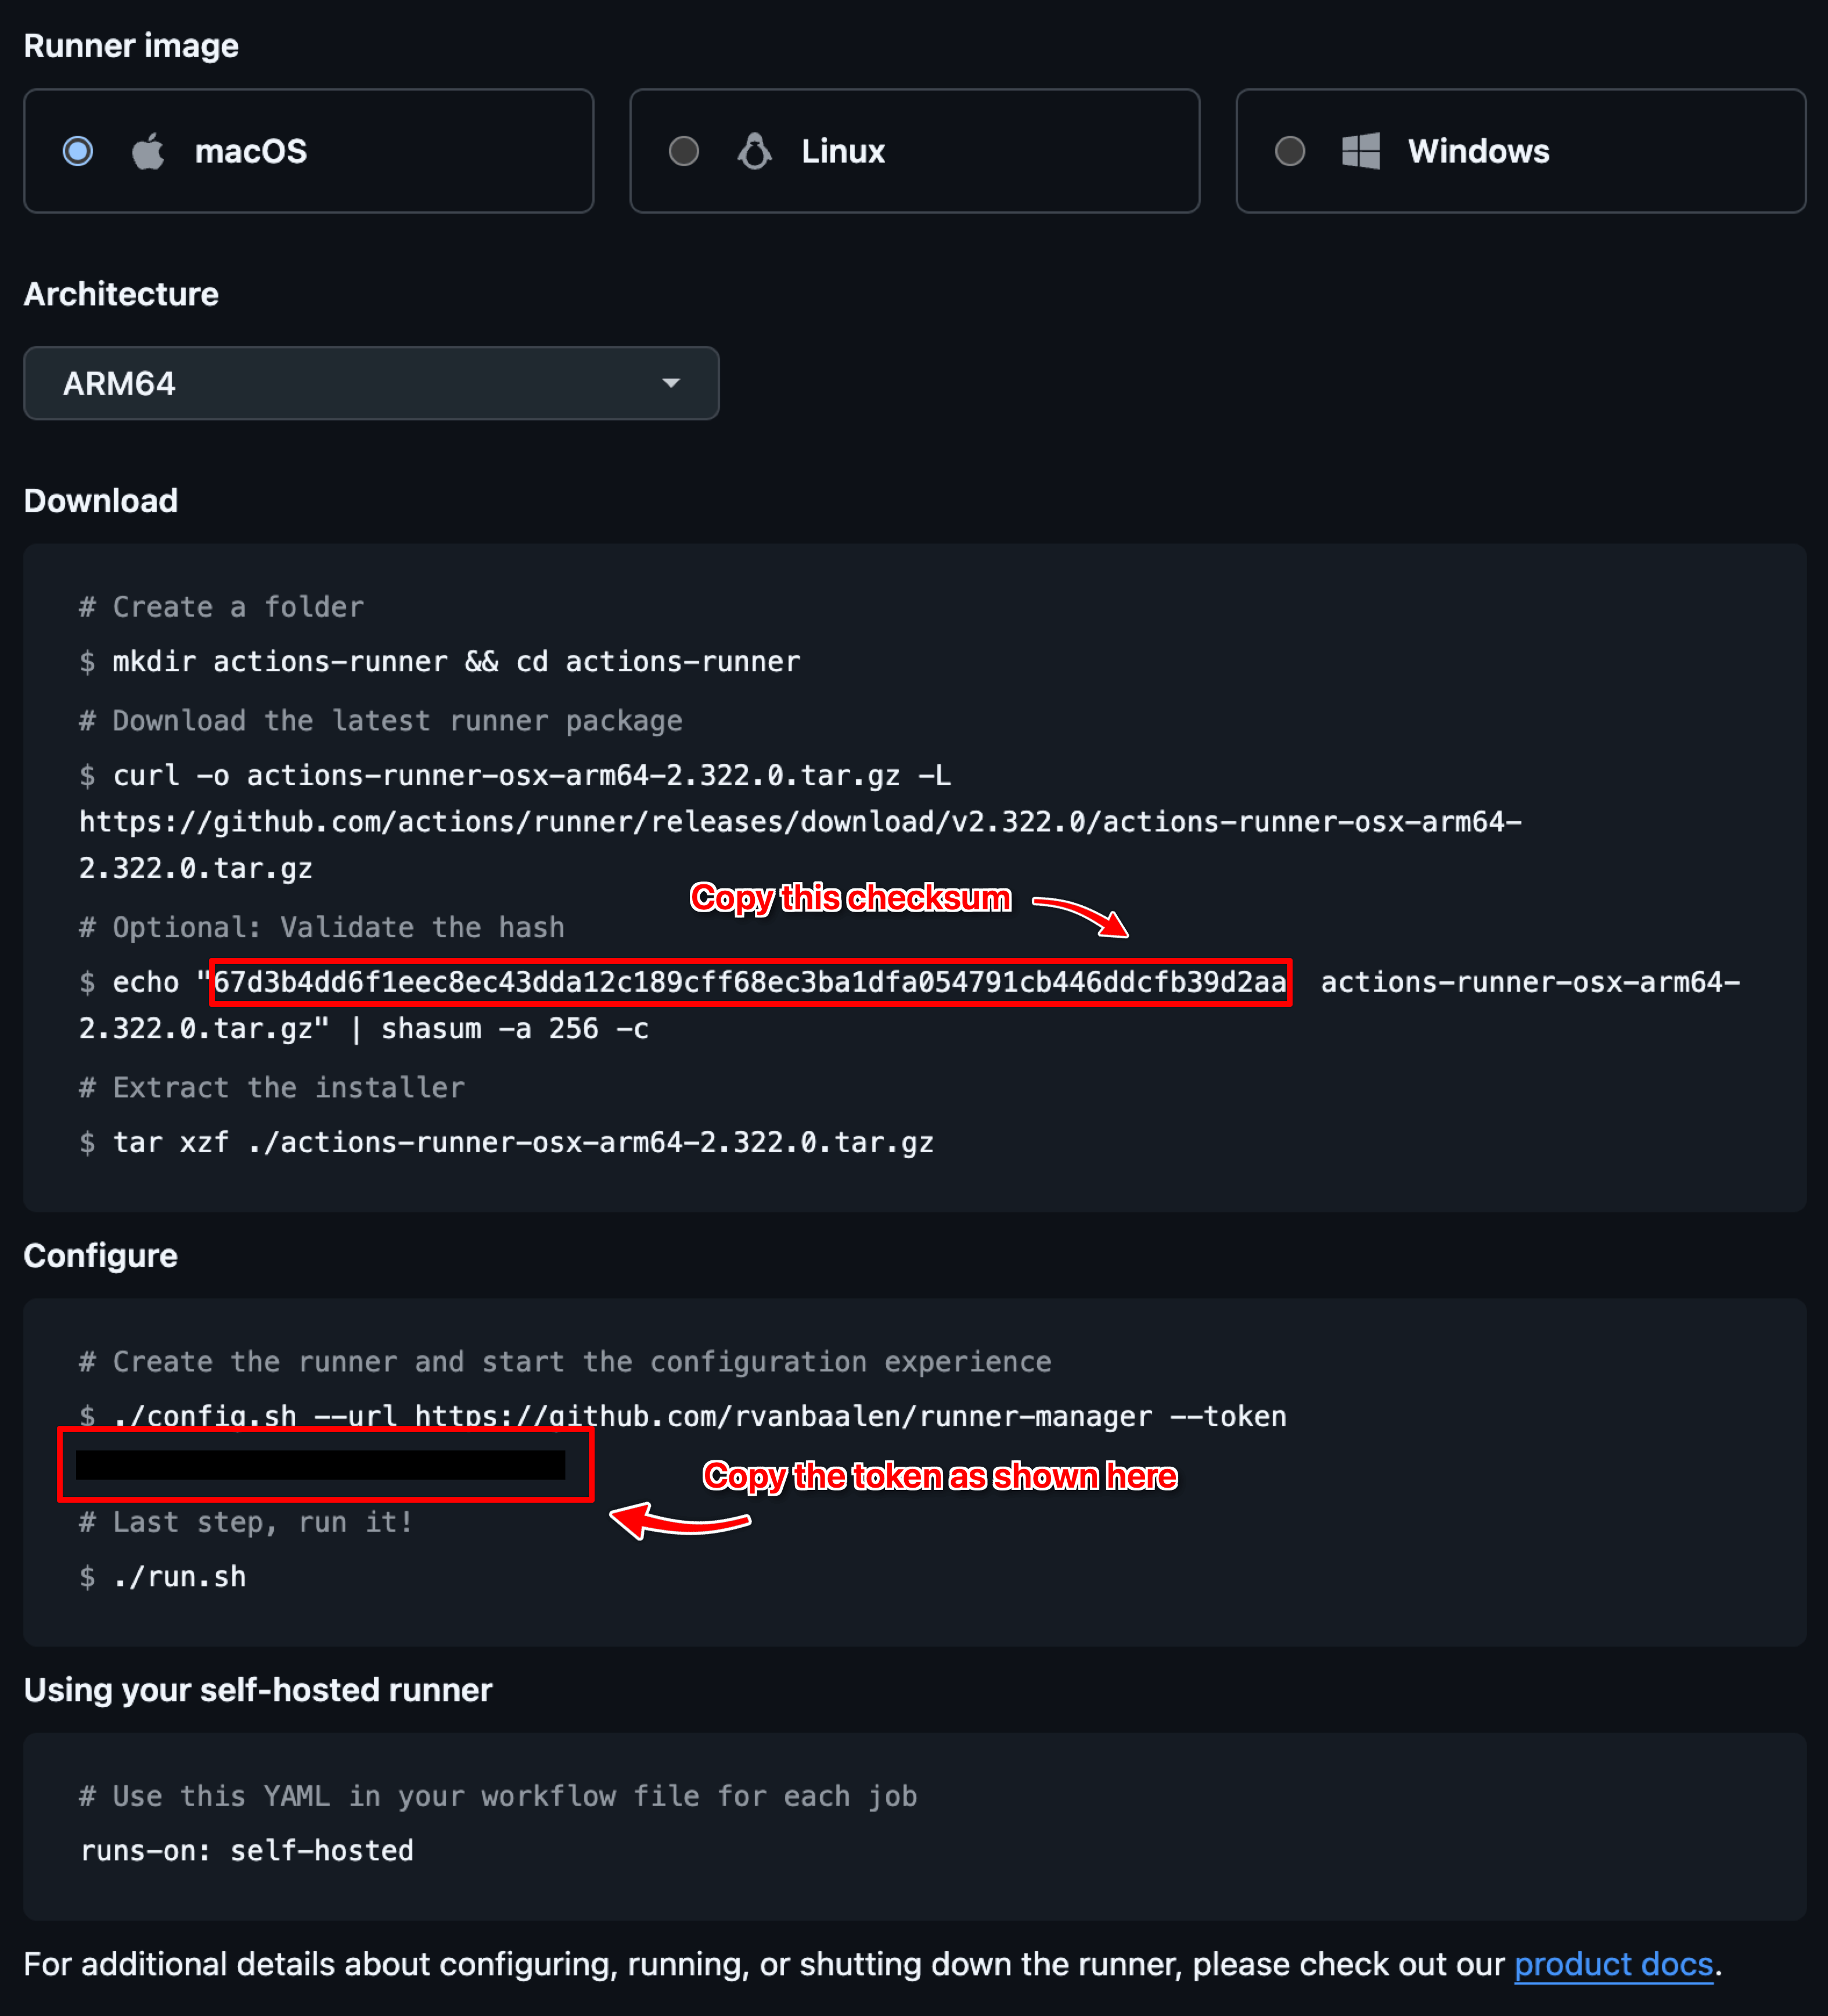 Runner image
macOS
Linux
Windows
Architecture
ARM64
Download
# Create a folder
$ mkdir actions-runner && cd actions-runner
# Download the latest runner package
$ curl -o actions-runner-osx-arm64-2.322.0.tar.gz -L
https://github.com/actions/runner/releases/download/v2.322.0/actions-runner-osx-arm64-
2.322.0.tar.gz
Copy this checksum
# Optional: Validate the hash
$ echo "67d3b4dd6f1eec8ec43dda12c189cff68ec3ba1dfa054791cb446ddcfb39d2aa  actions-runner-osx-arm64-
2.322.0.tar.gz" | shasum -a 256 -c
# Extract the installer
$ tar xzf ./actions-runner-osx-arm64-2.322.0.tar.gz
Configure
# Create the runner and start the configuration experience
$ ./config.sh --url https://github.com/rvanbaalen/runner-manager --token
Copy the token as shown here
# Last step, run it!
$ ./run.sh
Using your self-hosted runner
# Use this YAML in your workflow file for each job
runs-on: self-hosted
For additional details about configuring, running, or shutting down the runner, please check out our product docs.